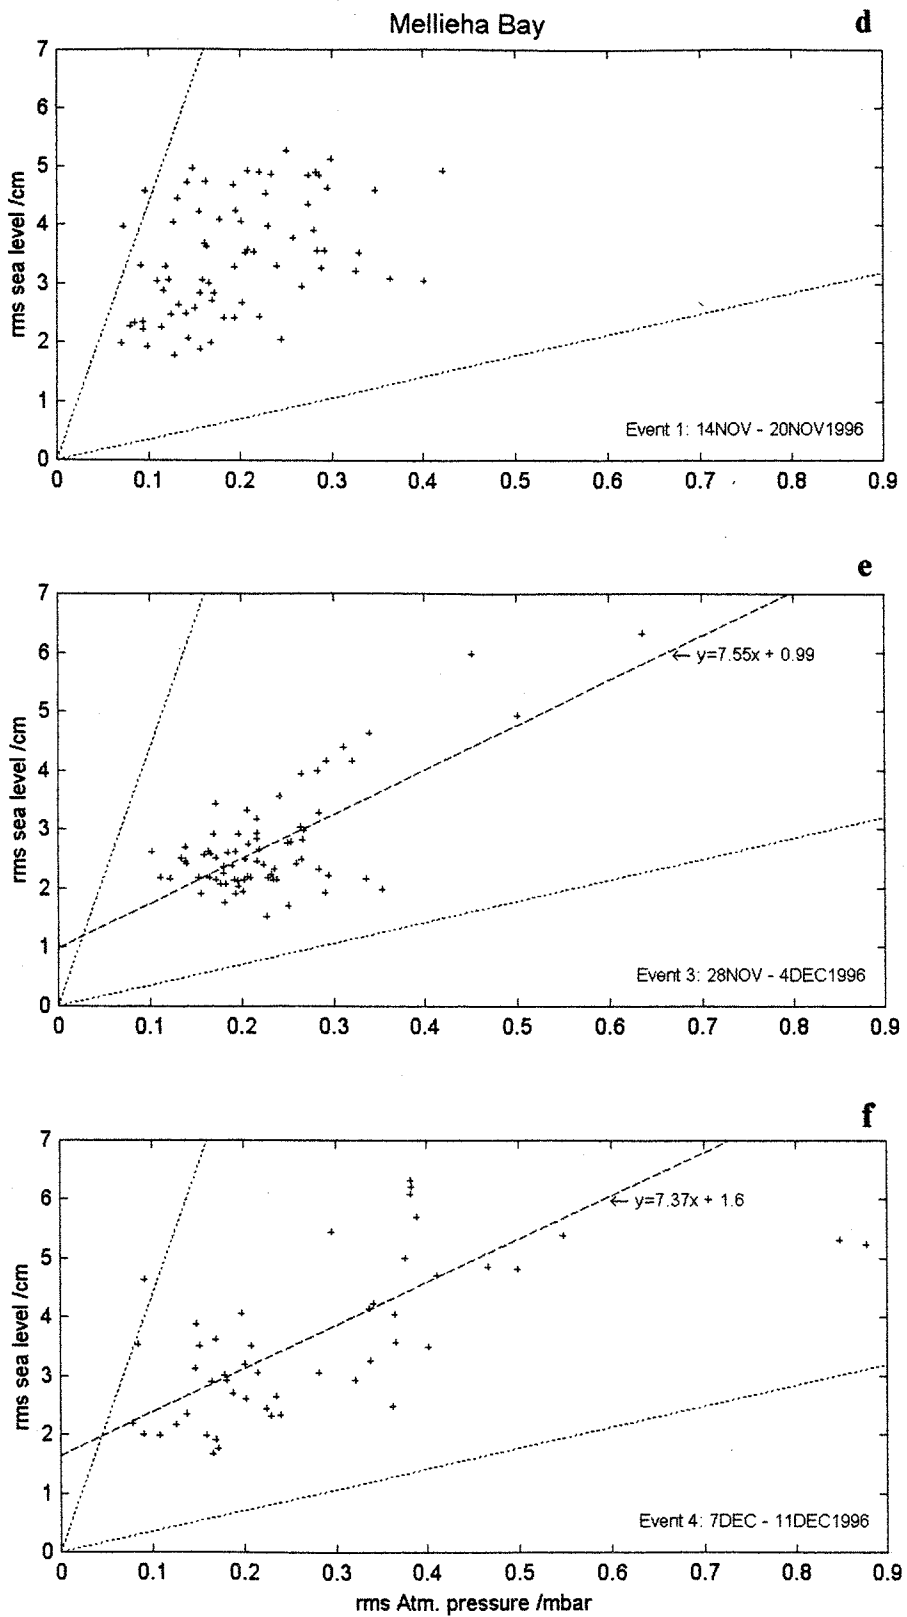 Mellieha Bay
d
7
6
5
4
3
2
1
0
rms sea level /cm
Event 1: 14NOV - 20NOV1996
0 0.1 0.2 0.3 0.4 0.5 0.6 0.7 0.8 0.9
e
7
6
5
4
3
2
1
0
rms sea level /cm
y=7.55x + 0.99
Event 3: 28NOV - 4DEC1996
0 0.1 0.2 0.3 0.4 0.5 0.6 0.7 0.8 0.9
f
7
6
5
4
3
2
1
0
rms sea level /cm
y=7.37x + 1.6
Event 4: 7DEC - 11DEC1996
0 0.1 0.2 0.3 0.4 0.5 0.6 0.7 0.8 0.9
rms Atm. pressure /mbar